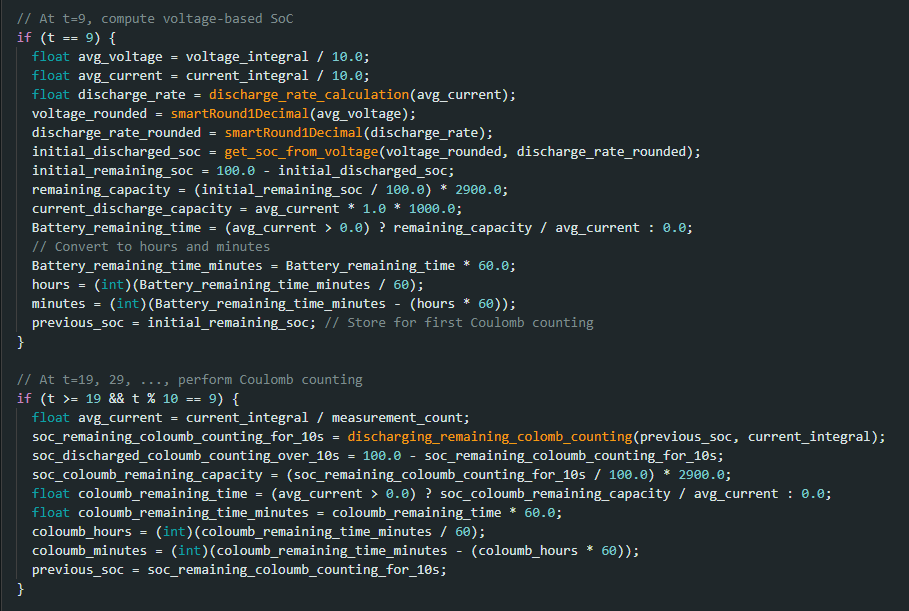 // At t=9, compute voltage-based SoC
if (t == 9) {
  float avg_voltage = voltage_integral / 10.0;
  float avg_current = current_integral / 10.0;
  float discharge_rate = discharge_rate_calculation(avg_current);
  voltage_rounded = smartRound1Decimal(avg_voltage);
  discharge_rate_rounded = smartRound1Decimal(discharge_rate);
  initial_discharged_soc = get_soc_from_voltage(voltage_rounded, discharge_rate_rounded);
  initial_remaining_soc = 100.0 - initial_discharged_soc;
  remaining_capacity = (initial_remaining_soc / 100.0) * 2900.0;
  current_discharge_capacity = avg_current * 1.0 * 1000.0;
  Battery_remaining_time = (avg_current > 0.0) ? remaining_capacity / avg_current : 0.0;
  // Convert to hours and minutes
  Battery_remaining_time_minutes = Battery_remaining_time * 60.0;
  hours = (int)(Battery_remaining_time_minutes / 60);
  minutes = (int)(Battery_remaining_time_minutes - (hours * 60));
  previous_soc = initial_remaining_soc; // Store for first Coulomb counting
}

// At t=19, 29, ..., perform Coulomb counting
if (t >= 19 && t % 10 == 9) {
  float avg_current = current_integral / measurement_count;
  soc_remaining_coloumb_counting_for_10s = discharging_remaining_colomb_counting(previous_soc, current_integral);
  soc_discharged_coloumb_counting_over_10s = 100.0 - soc_remaining_coloumb_counting_for_10s;
  soc_coloumb_remaining_capacity = (soc_remaining_coloumb_counting_for_10s / 100.0) * 2900.0;
  float coloumb_remaining_time = (avg_current > 0.0) ? soc_coloumb_remaining_capacity / avg_current : 0.0;
  float coloumb_remaining_time_minutes = coloumb_remaining_time * 60.0;
  coloumb_hours = (int)(coloumb_remaining_time_minutes / 60);
  coloumb_minutes = (int)(coloumb_remaining_time_minutes - (coloumb_hours * 60));
  previous_soc = soc_remaining_coloumb_counting_for_10s;
}